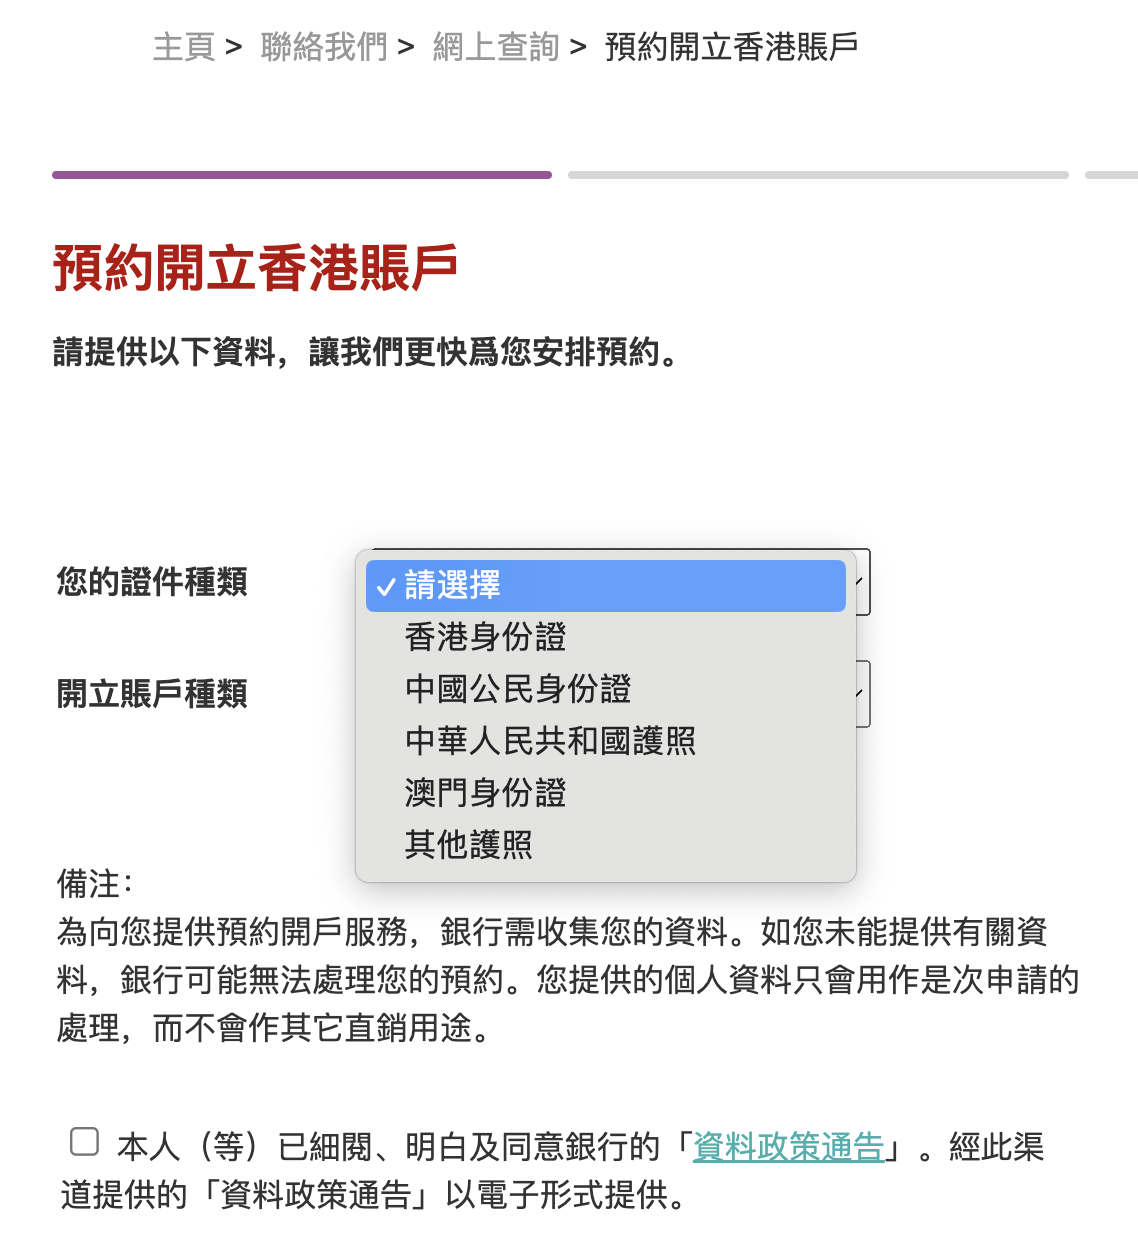 主頁 > 聯絡我們 > 網上查詢 > 預約開立香港賬戶
預約開立香港賬戶
請提供以下資料，讓我們更快爲您安排預約。
您的證件種類
請選擇
香港身份證
中國公民身份證
中華人民共和國護照
澳門身份證
其他護照
開立賬戶種類
備注：
為向您提供預約開戶服務，銀行需收集您的資料。如您未能提供有關資
料，銀行可能無法處理您的預約。您提供的個人資料只會用作是次申請的
處理，而不會作其它直銷用途。
本人（等）已細閱、明白及同意銀行的「資料政策通告」。經此渠
道提供的「資料政策通告」以電子形式提供。